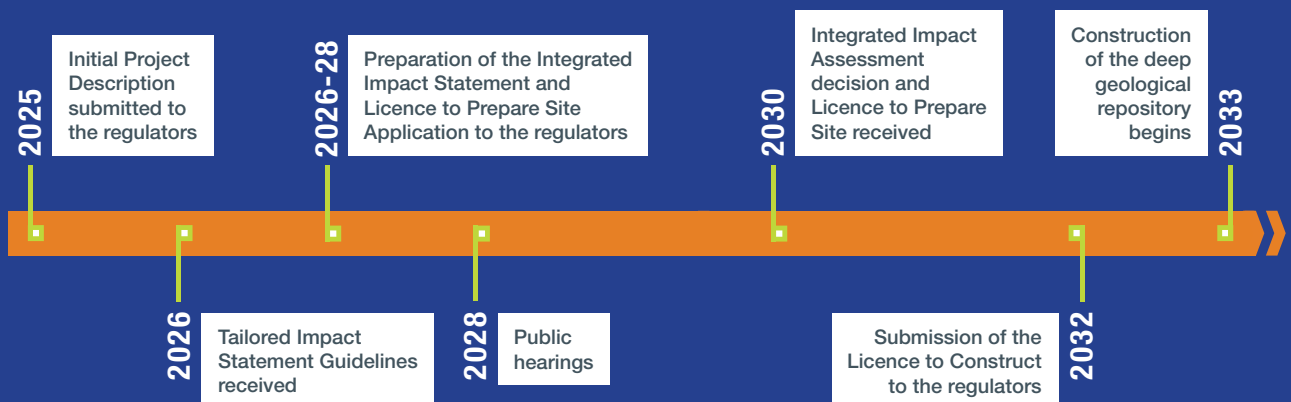 2025
Initial Project
Description
submitted to
the regulators
2026
Tailored Impact
Statement Guidelines
received
2026-28
Preparation of the Integrated
Impact Statement and
Licence to Prepare Site
Application to the regulators
2028
Public
hearings
2030
Integrated Impact
Assessment
decision and
Licence to Prepare
Site received
2032
Submission of the
Licence to Construct
to the regulators
2033
Construction
of the deep
geological
repository
begins